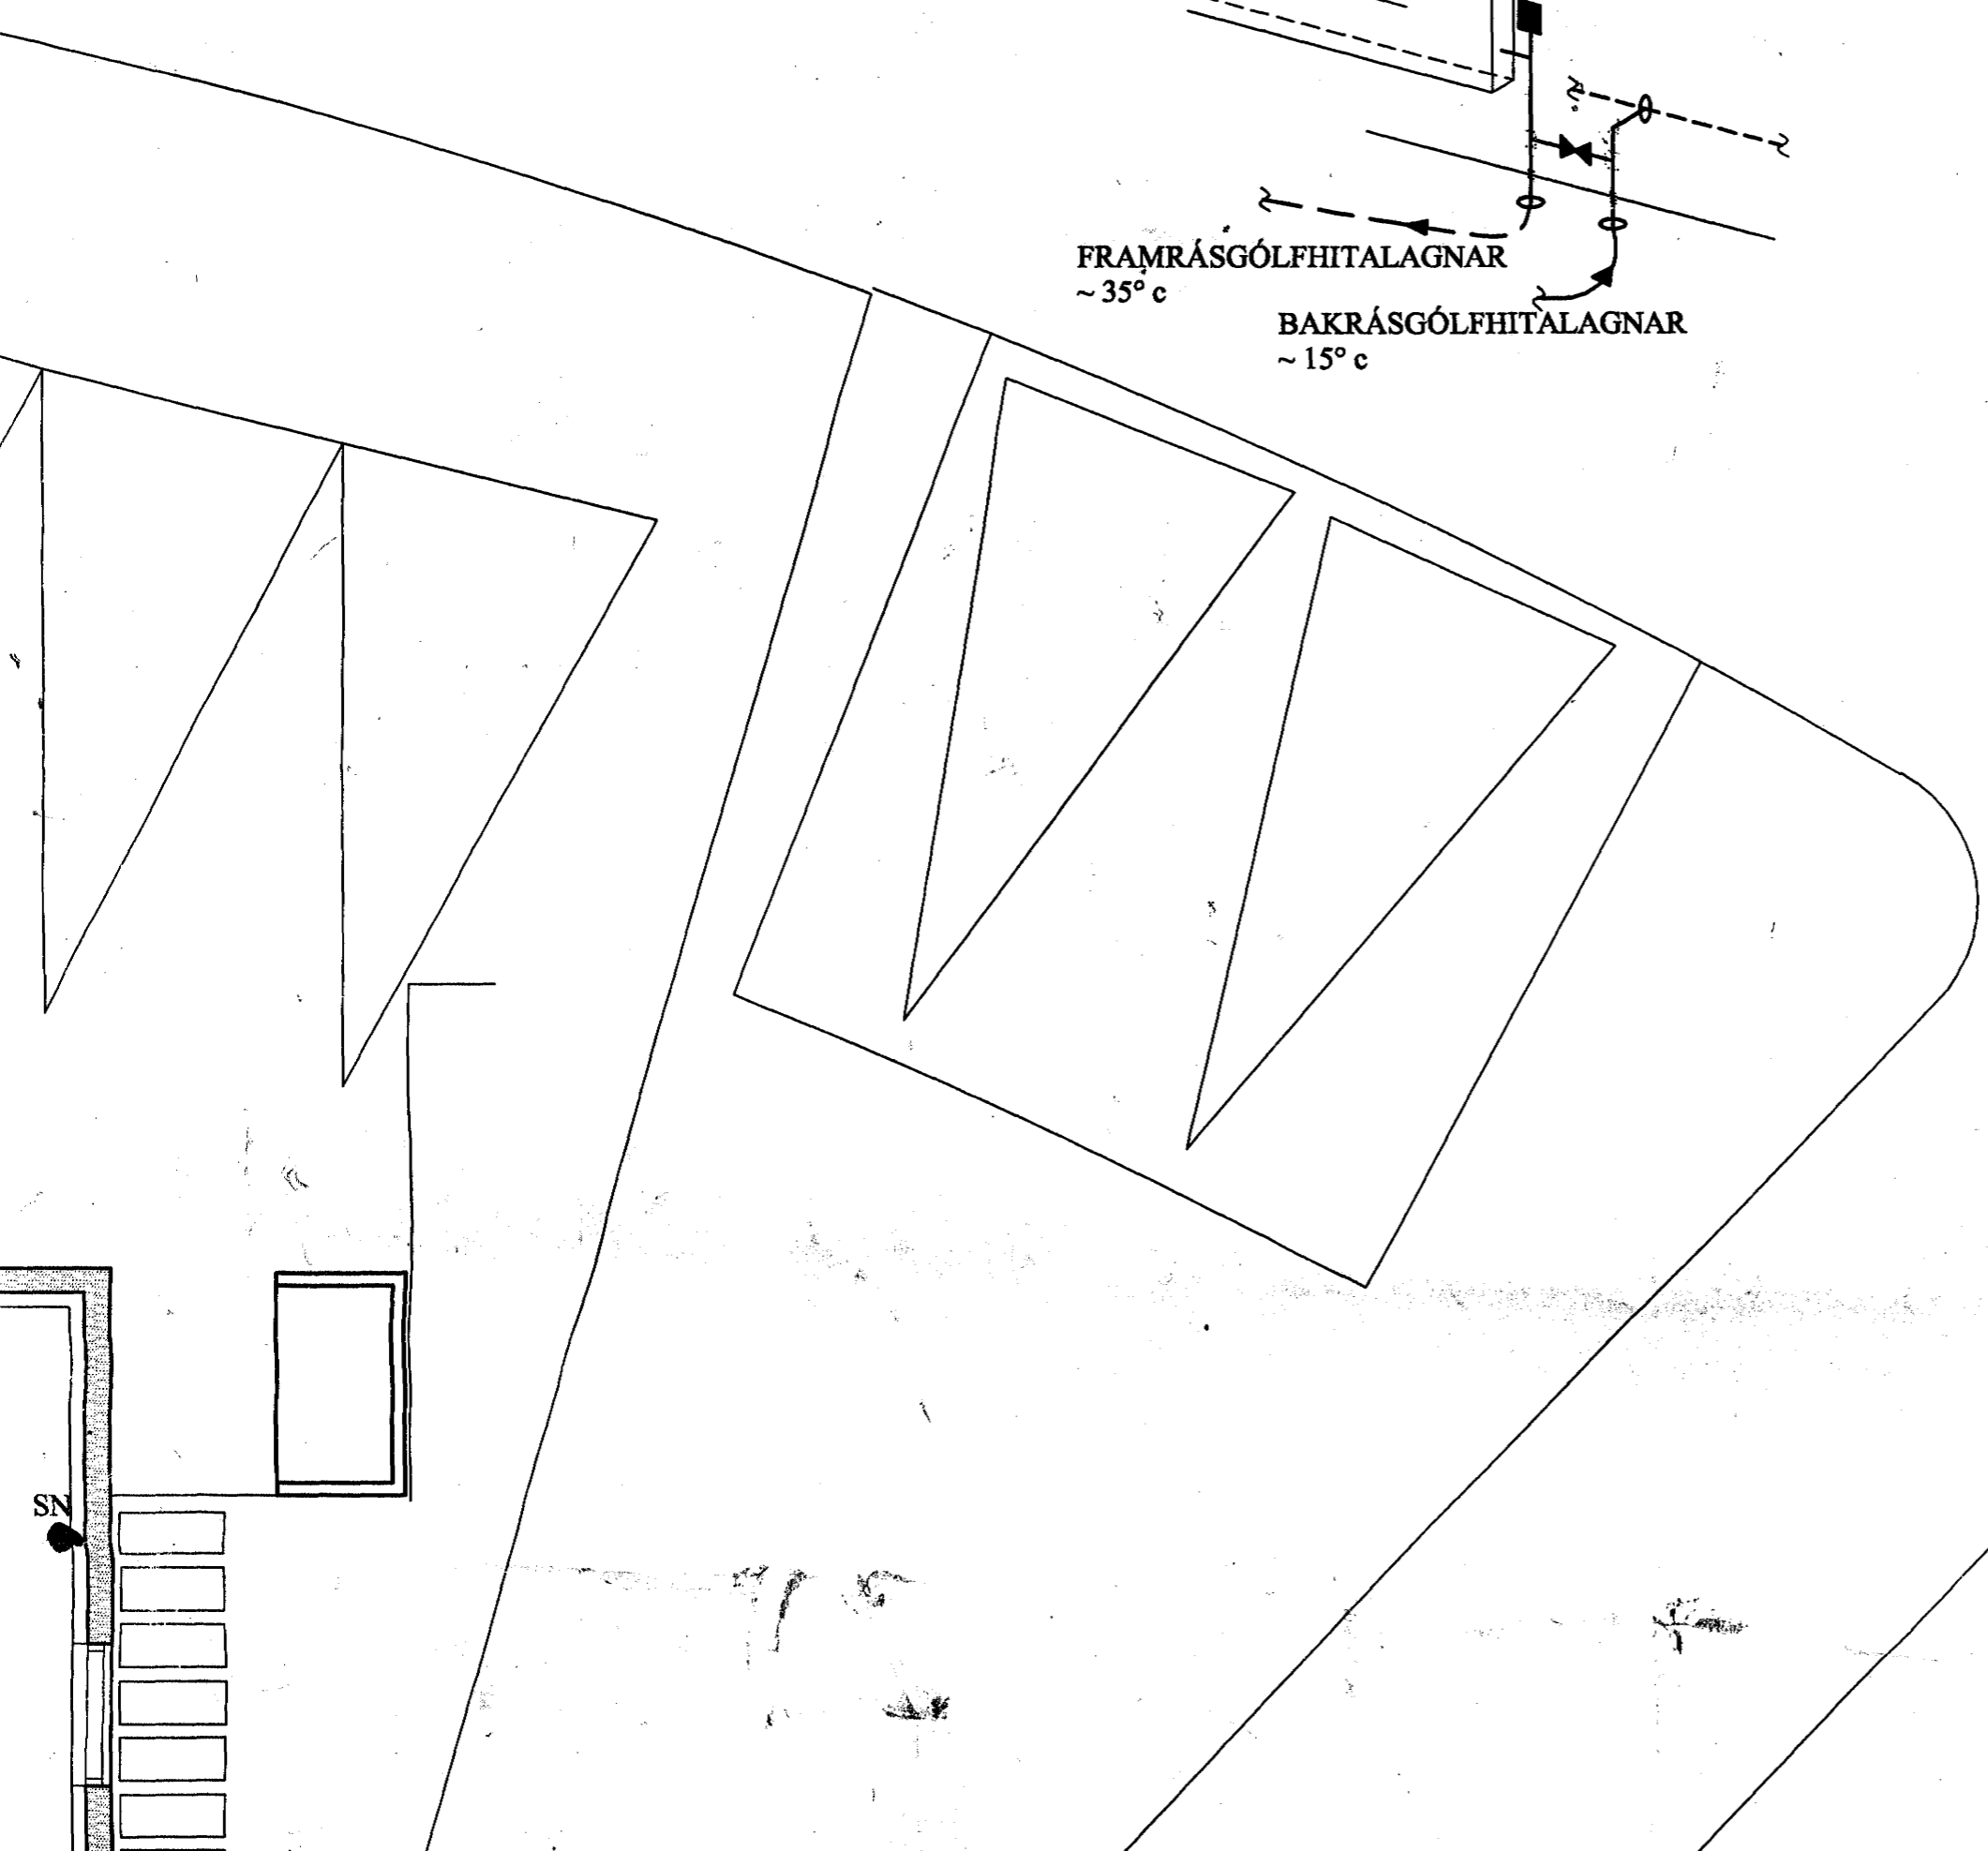 FRAMRÁSGÓLFHITALAGNAR
~ 35° c
BAKRÁSGÓLFHITALAGNAR
~ 15° c
SN